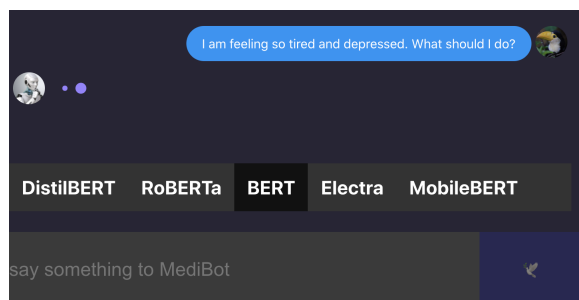 I am feeling so tired and depressed. What should I do?
DistilBERT RoBERTa BERT Electra MobileBERT
say something to MediBot